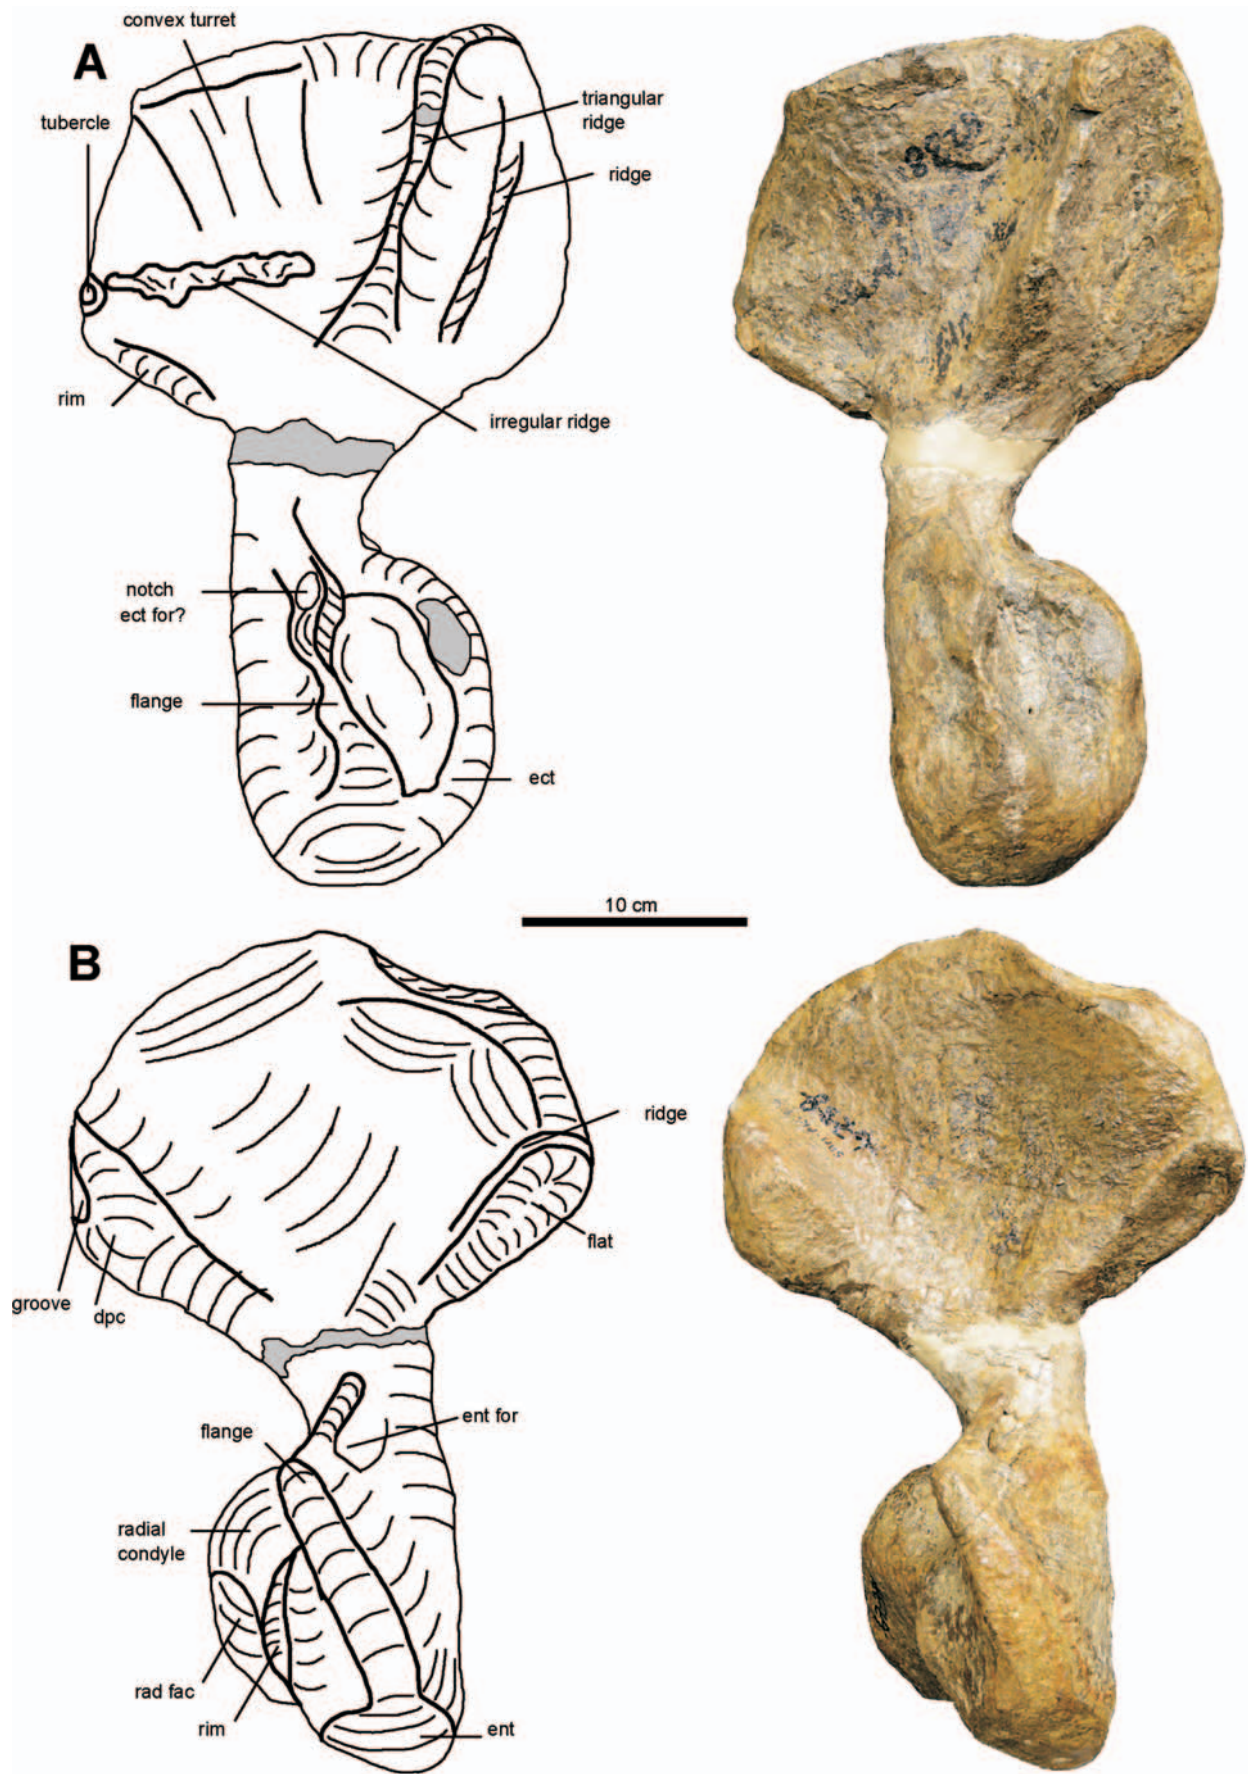 A
convex turret
tubercle
triangular
ridge
ridge
rim
irregular ridge
notch
ect for?
flange
ect
10 cm
B
ridge
flat
groove
dpc
flange
ent for
radial
condyle
rad fac
rim
ent